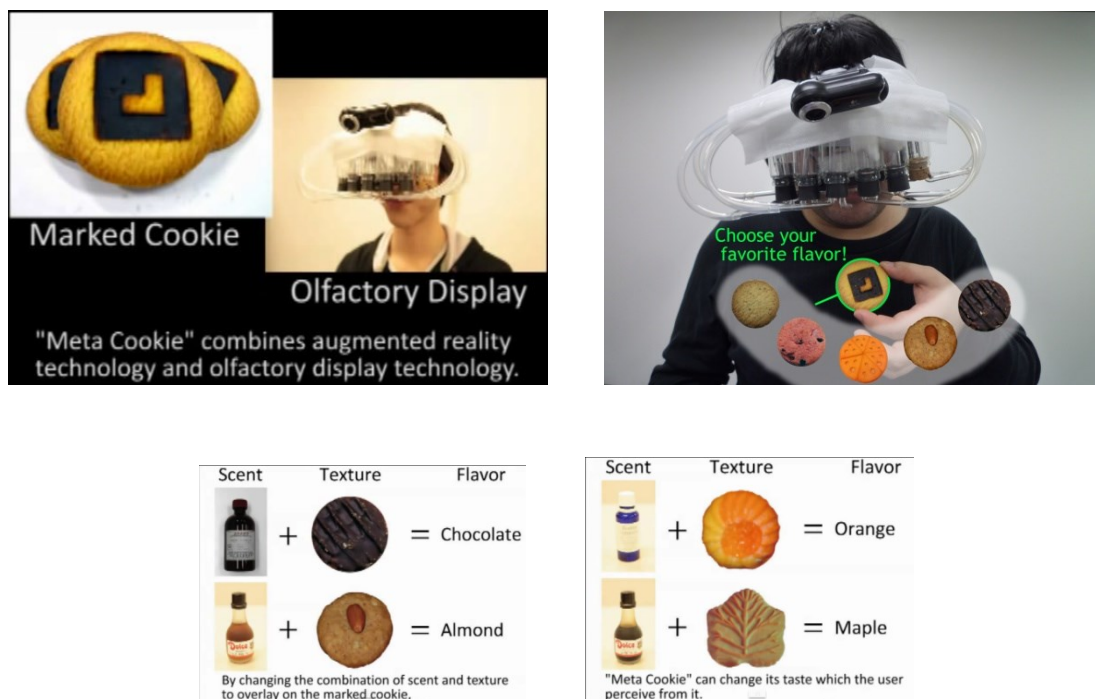 Marked Cookie
Olfactory Display
"Meta Cookie" combines augmented reality
technology and olfactory display technology.
Choose your
favorite flavor!
Scent Texture Flavor
+ = Chocolate
+ = Almond
By changing the combination of scent and texture
to overlay on the marked cookie.
Scent Texture Flavor
+ = Orange
+ = Maple
"Meta Cookie" can change its taste which the user
perceive from it.